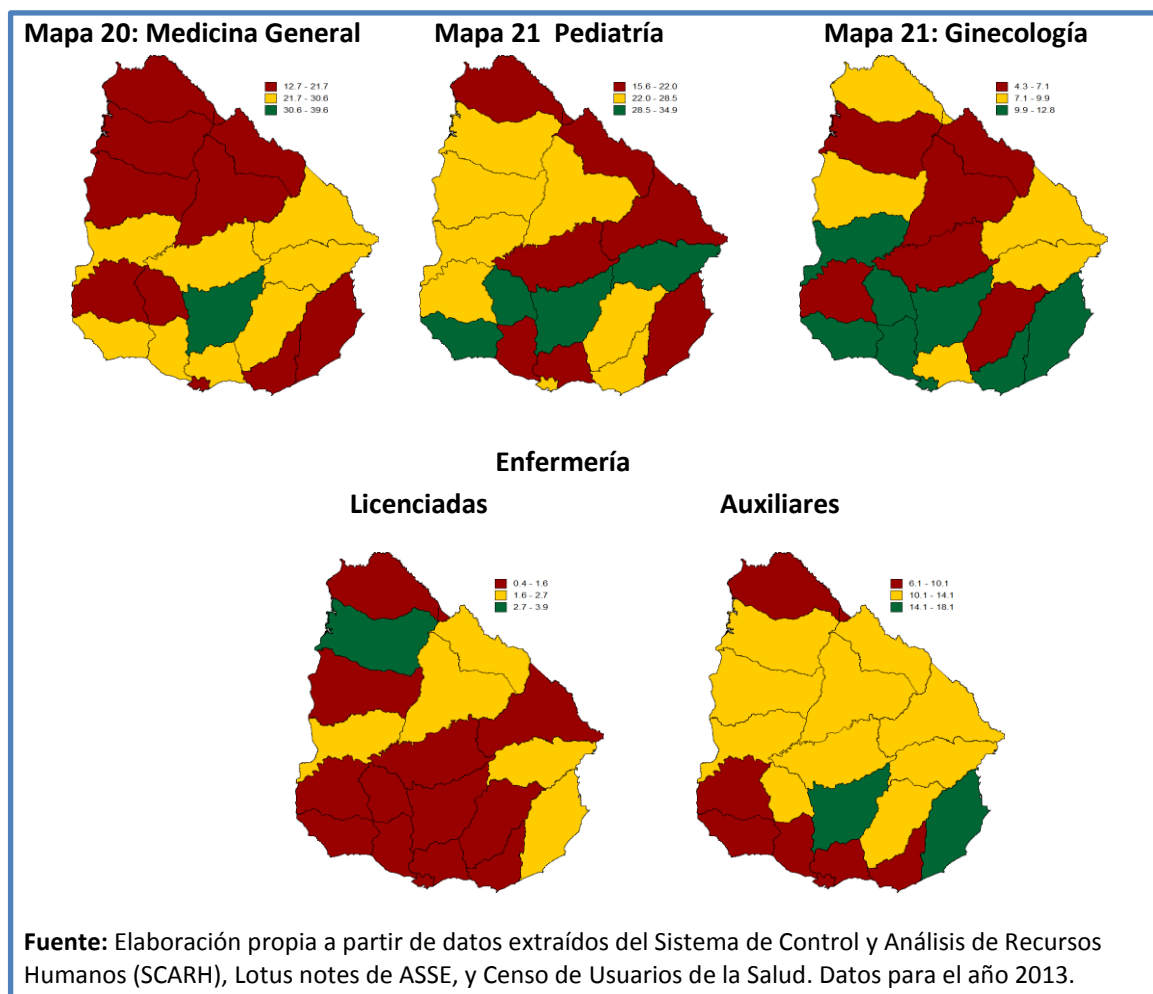 Mapa 20: Medicina General
Mapa 21 Pediatría
Mapa 21: Ginecología
12.7 - 21.7
21.7 - 30.6
30.6 - 39.6
15.6 - 22.0
22.0 - 28.5
28.5 - 34.9
4.3 - 7.1
7.1 - 9.9
9.9 - 12.8
Enfermería
Licenciadas
Auxiliares
0.4 - 1.6
1.6 - 2.7
2.7 - 3.9
6.1 - 10.1
10.1 - 14.1
14.1 - 18.1
Fuente: Elaboración propia a partir de datos extraídos del Sistema de Control y Análisis de Recursos
Humanos (SCARH), Lotus notes de ASSE, y Censo de Usuarios de la Salud. Datos para el año 2013.